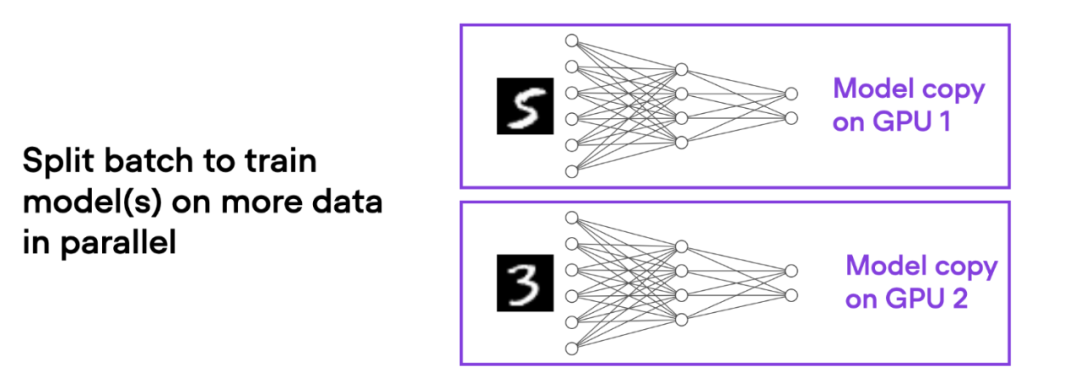 Split batch to train
model(s) on more data
in parallel
5
Model copy
on GPU 1
3
Model copy
on GPU 2